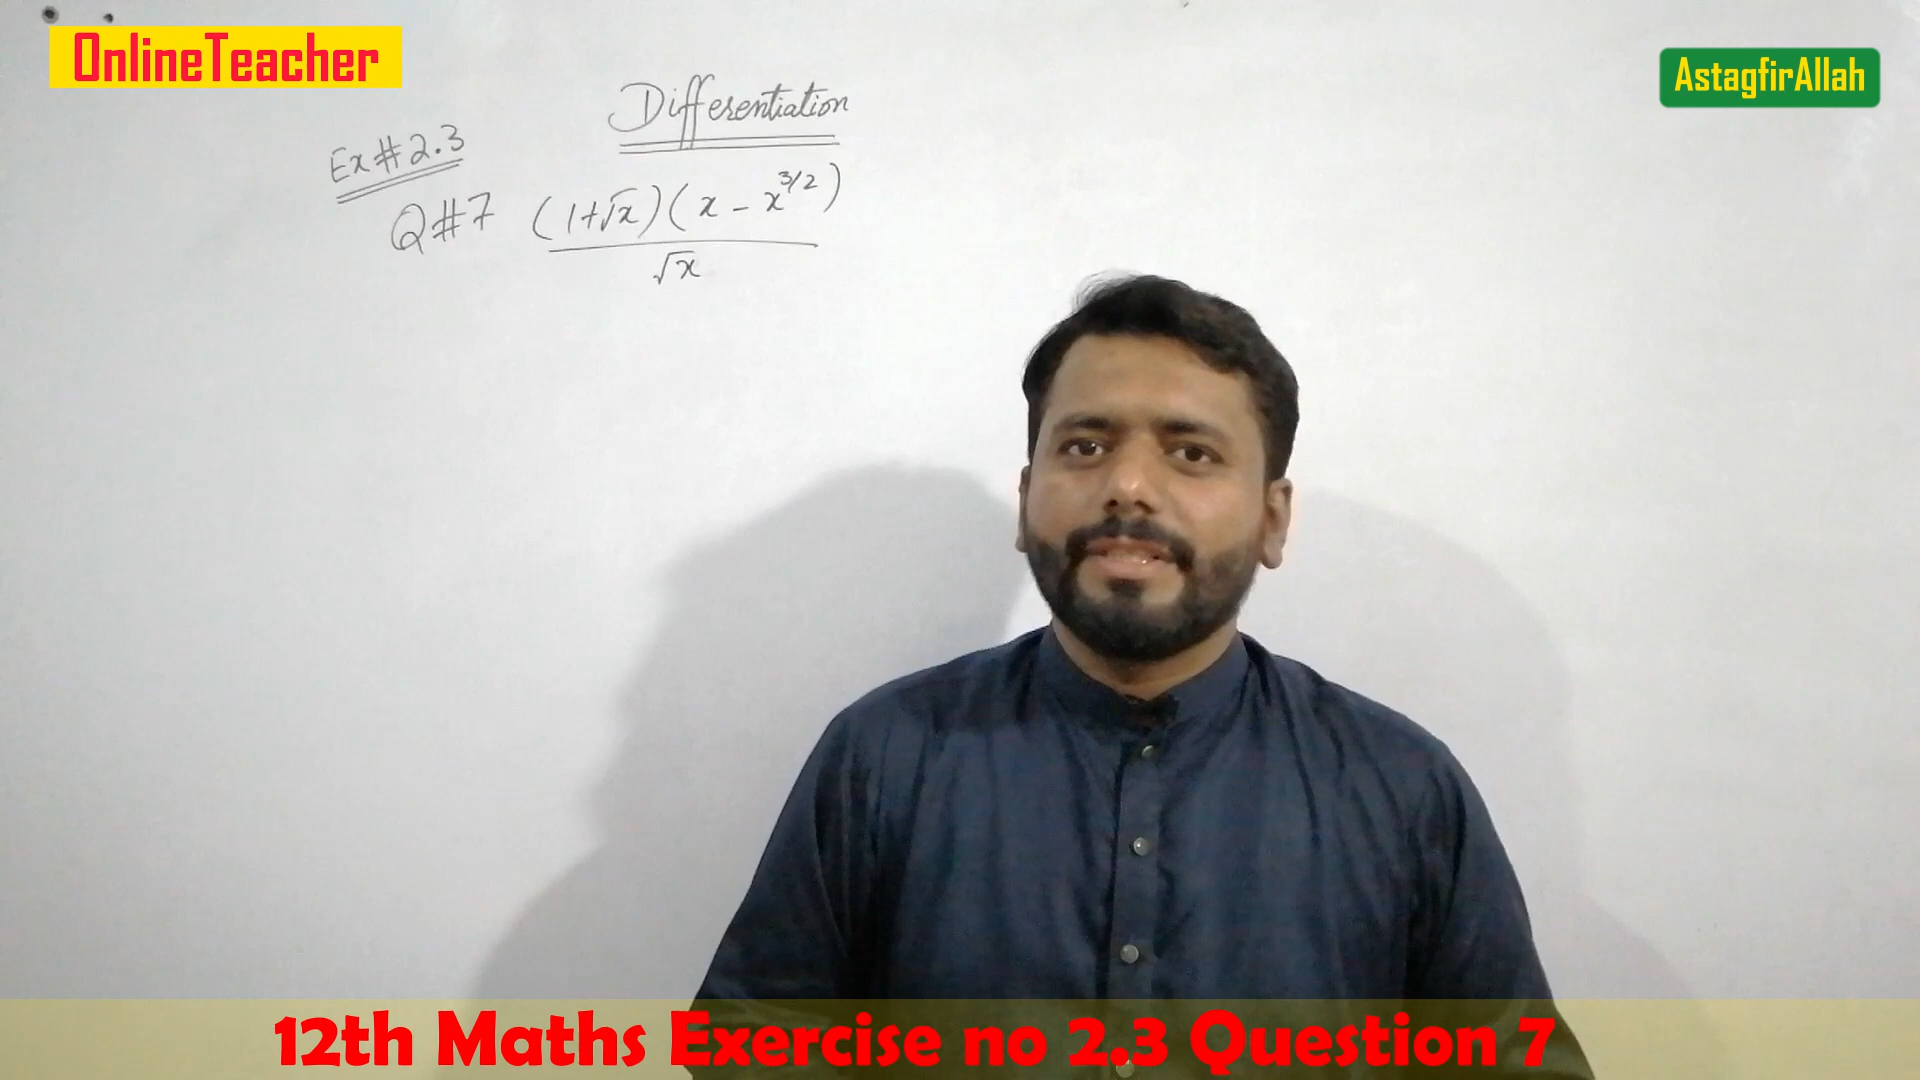 OnlineTeacher
AstagfirAllah
Differentiation
Ex#2.3
Q#7 (1+√x)(x-x^3/2)
√x
12th Maths Exercise no 2.3 Question 7